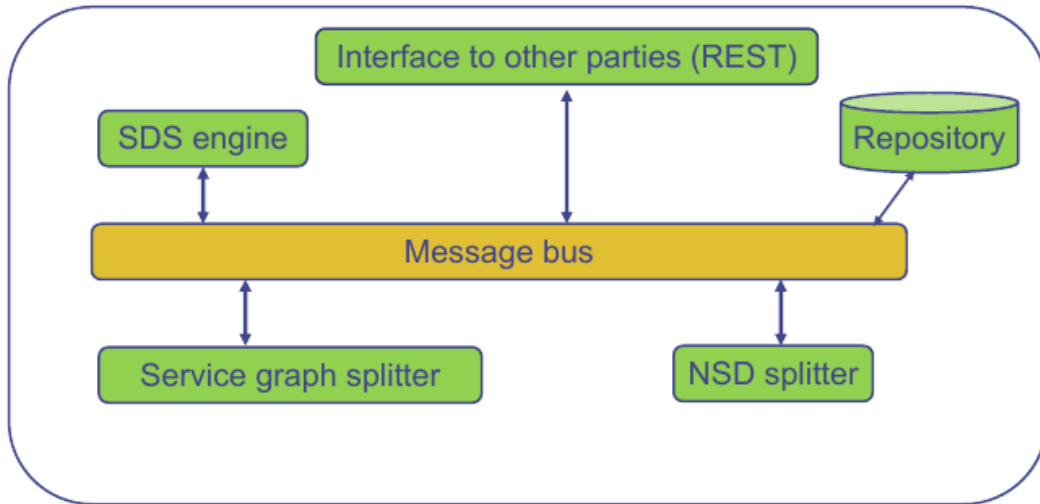 Interface to other parties (REST)
SDS engine
Repository
Message bus
Service graph splitter
NSD splitter